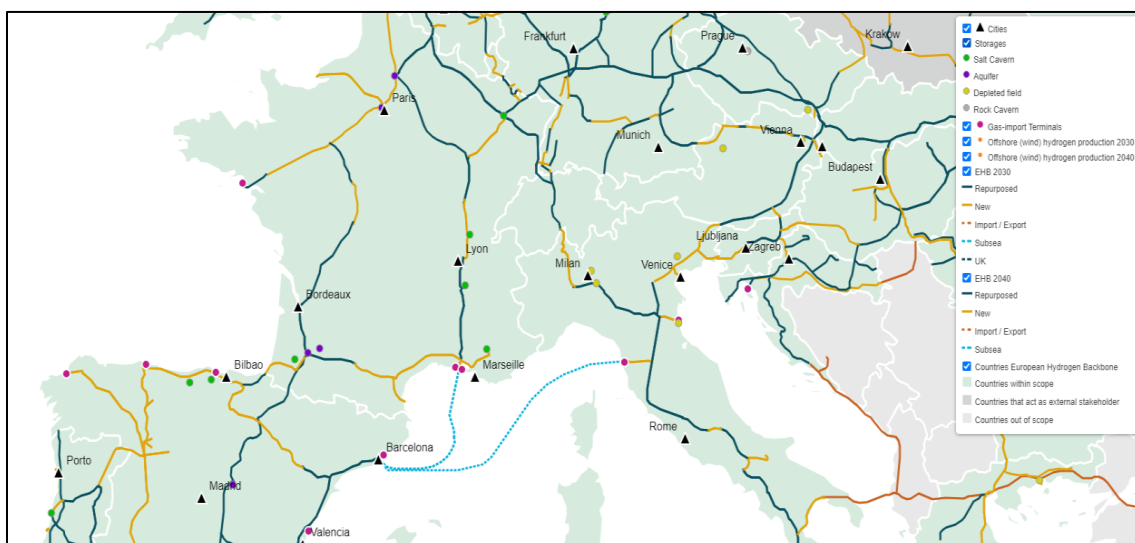 Frankfurt
Prague
Krakow
Paris
Munich
Vienna
Budapest
Lyon
Milan
Venice
Ljubljana
Zagreb
Bordeaux
Bilbao
Marseille
Rome
Barcelona
Porto
Madrid
Valencia
Cities
Storages
Salt Cavern
Aquifer
Depleted field
Rock Cavern
Gas-import Terminals
Offshore (wind) hydrogen production 2030
Offshore (wind) hydrogen production 2040
EHB 2030
Repurposed
New
Import / Export
Subsea
UK
EHB 2040
Repurposed
New
Import / Export
Subsea
Countries European Hydrogen Backbone
Countries within scope
Countries that act as external stakeholder
Countries out of scope